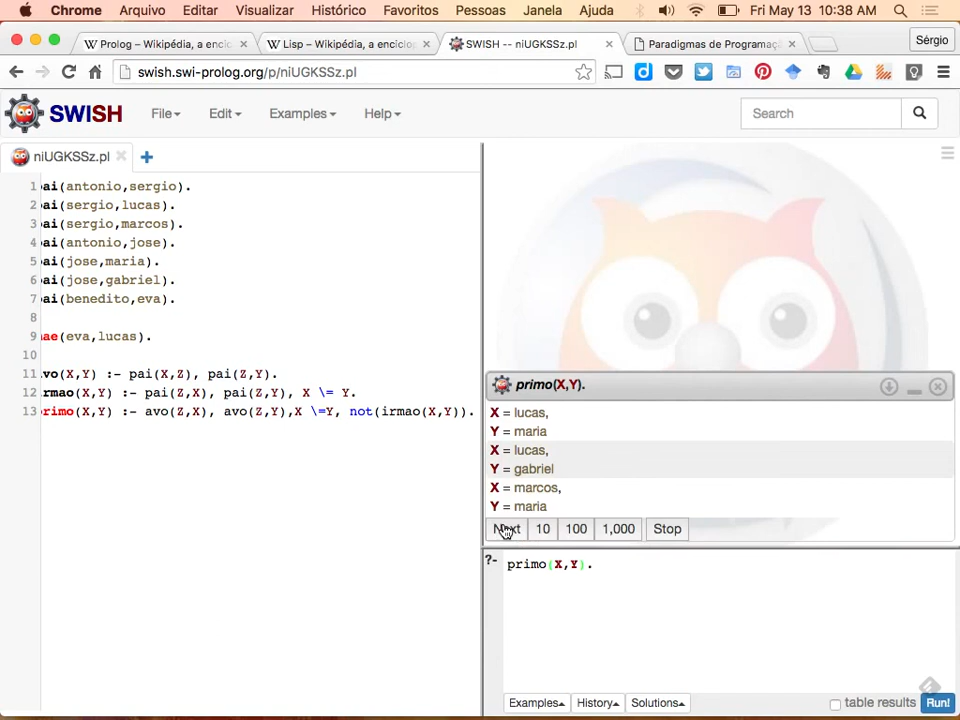 Chrome Arquivo Editar Visualizar Histórico Favoritos Pessoas Janela Ajuda Fri May 13 10:38 AM
Prolog – Wikipédia, a encic Lisp – Wikipédia, a enciclop SWISH -- niUGKSSz.pl Paradigmas de Programaç Sérgio
swish.swi-prolog.org/p/niUGKSSz.pl
SWISH File Edit Examples Help Search
niUGKSSz.pl
1 ai(antonio,sergio).
2 ai(sergio,lucas).
3 ai(sergio,marcos).
4 ai(antonio,jose).
5 ai(jose,maria).
6 ai(jose,gabriel).
7 ai(benedito,eva).
8
9 ae(eva,lucas).
10
11 vo(X,Y) :- pai(X,Z), pai(Z,Y).
12 rmao(X,Y) :- pai(Z,X), pai(Z,Y), X \= Y.
13 rimo(X,Y) :- avo(Z,X), avo(Z,Y),X \=Y, not(irmao(X,Y)).
primo(X,Y).
X = lucas,
Y = maria
X = lucas,
Y = gabriel
X = marcos,
Y = maria
Next 10 100 1,000 Stop
?- primo(X,Y).
Examples History Solutions table results Run!